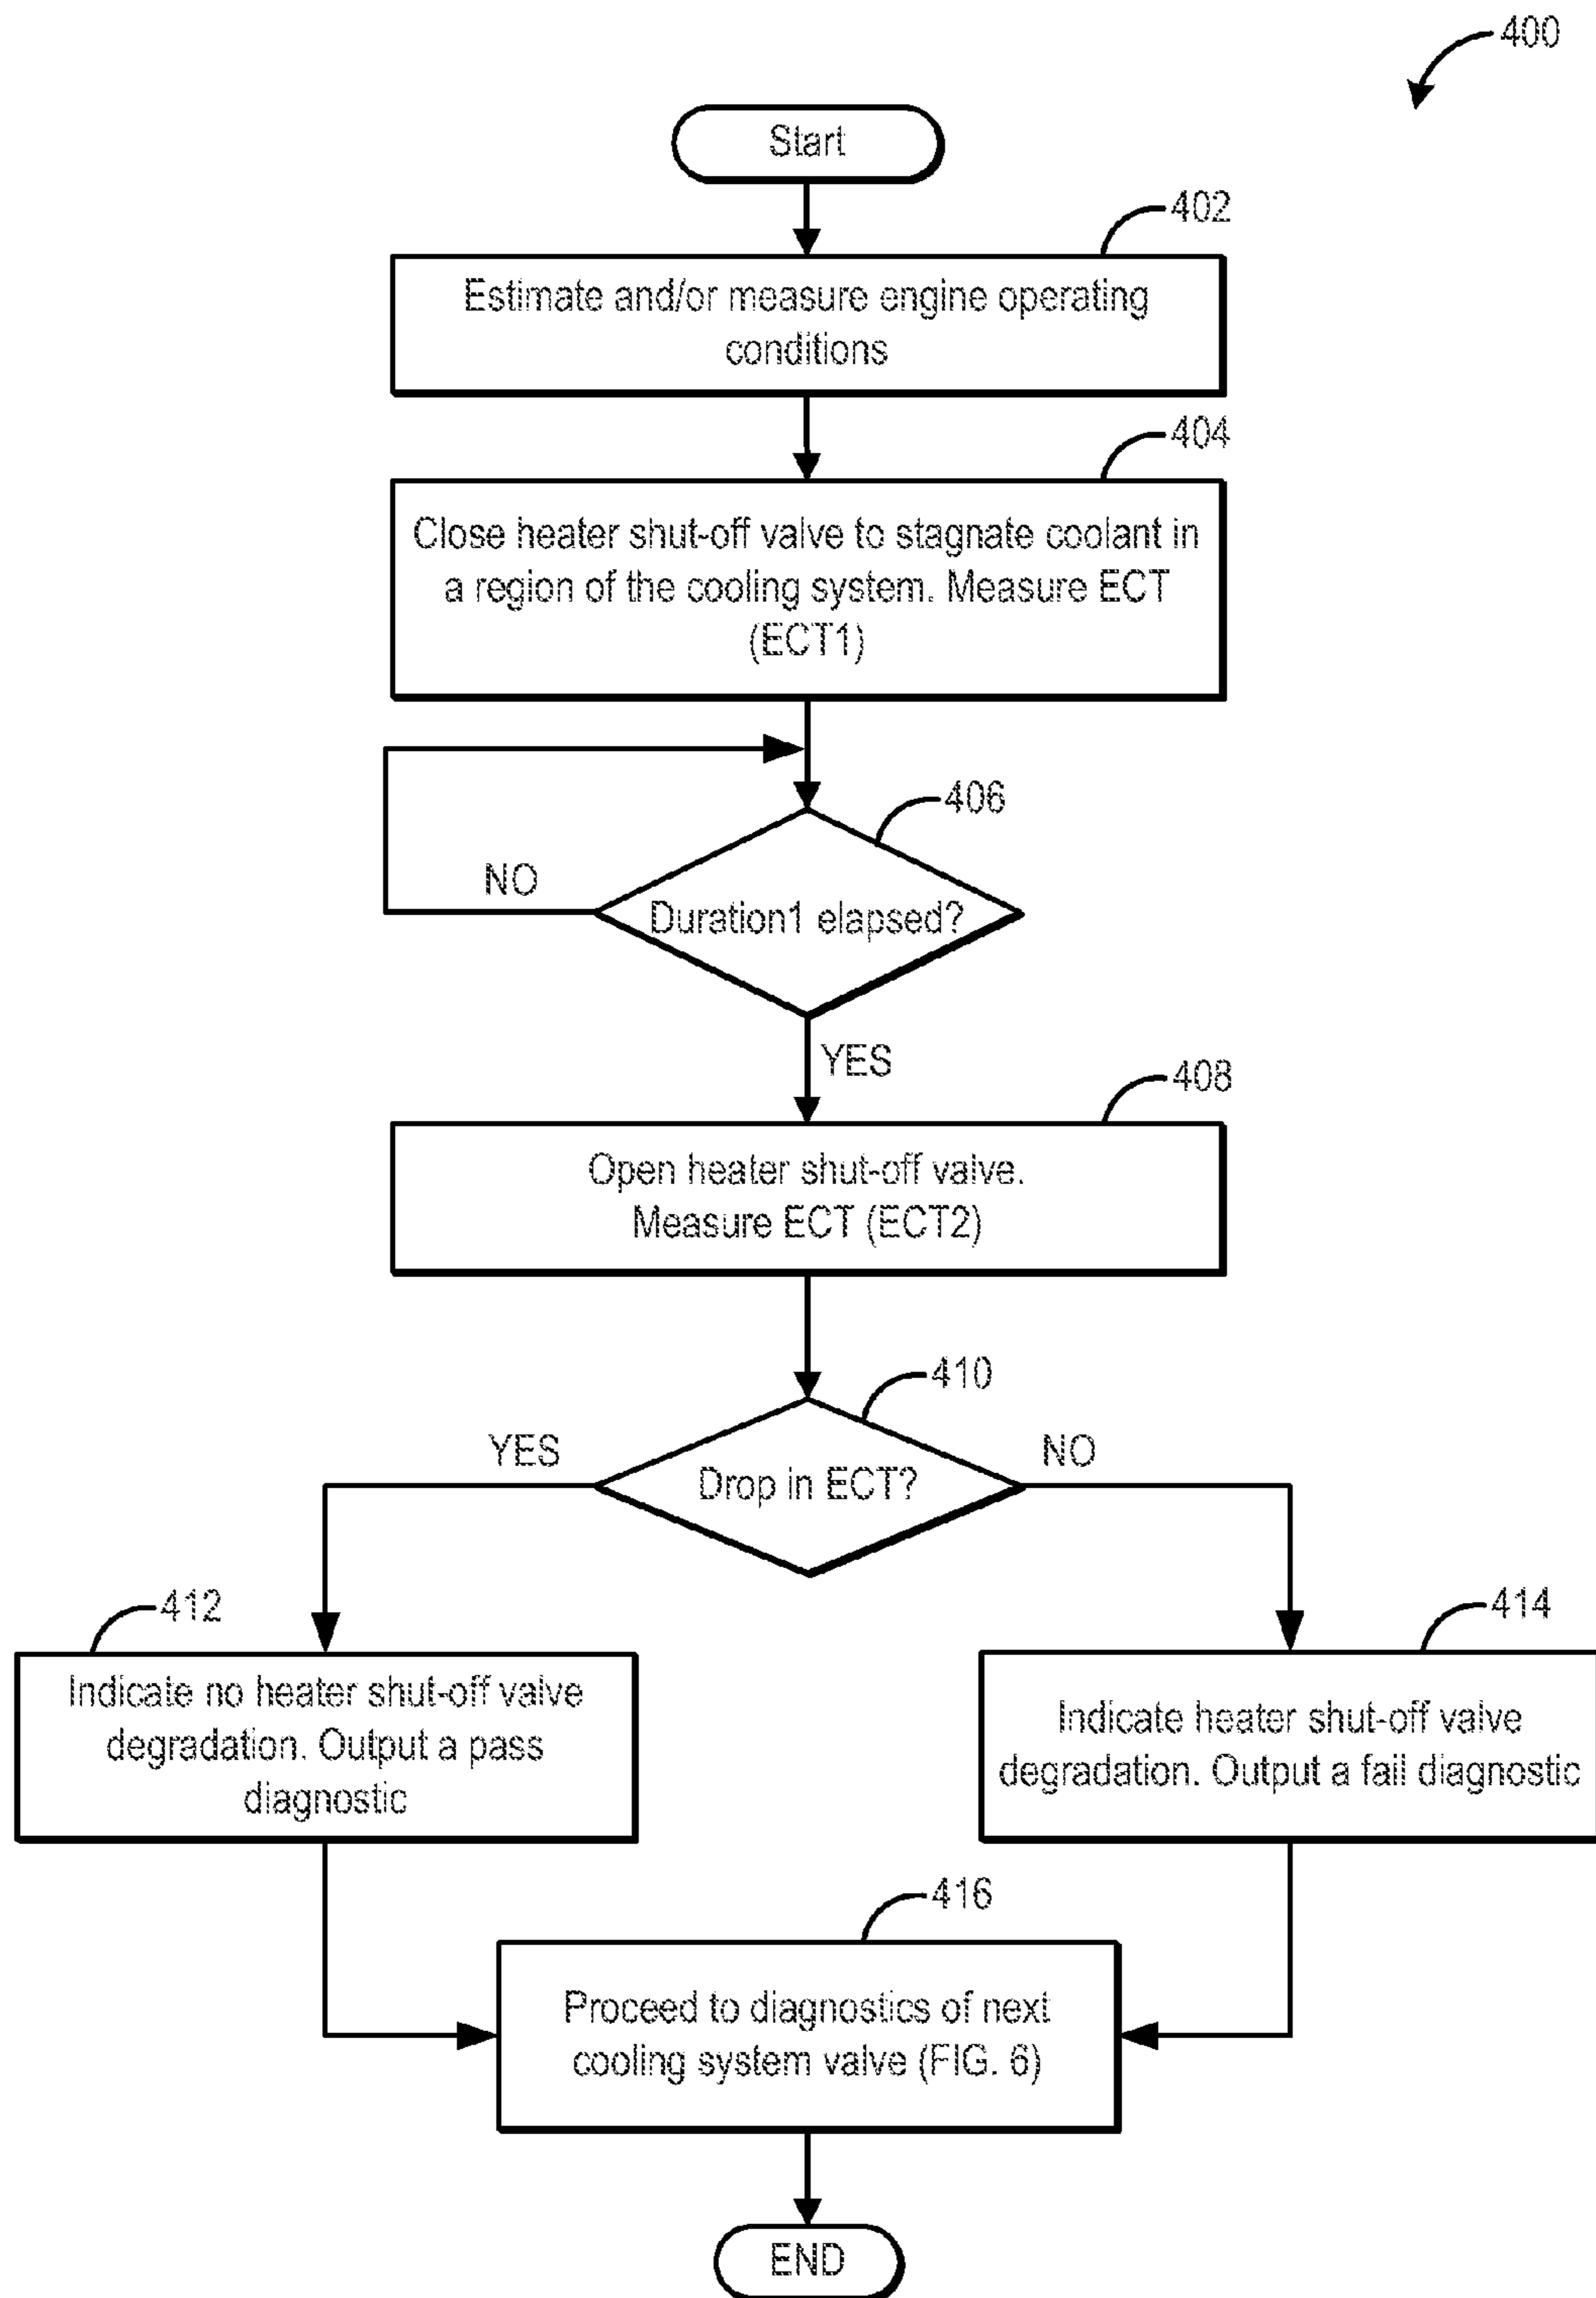 400
Start
402
Estimate and/or measure engine operating
conditions
404
Close heater shut-off valve to stagnate coolant in
a region of the cooling system. Measure ECT
(ECT1)
406
NO
Duration1 elapsed?
YES
408
Open heater shut-off valve.
Measure ECT (ECT2)
410
YES
NO
Drop in ECT?
412
Indicate no heater shut-off valve
degradation. Output a pass
diagnostic
414
Indicate heater shut-off valve
degradation. Output a fail diagnostic
416
Proceed to diagnostics of next
cooling system valve (FIG. 6)
END